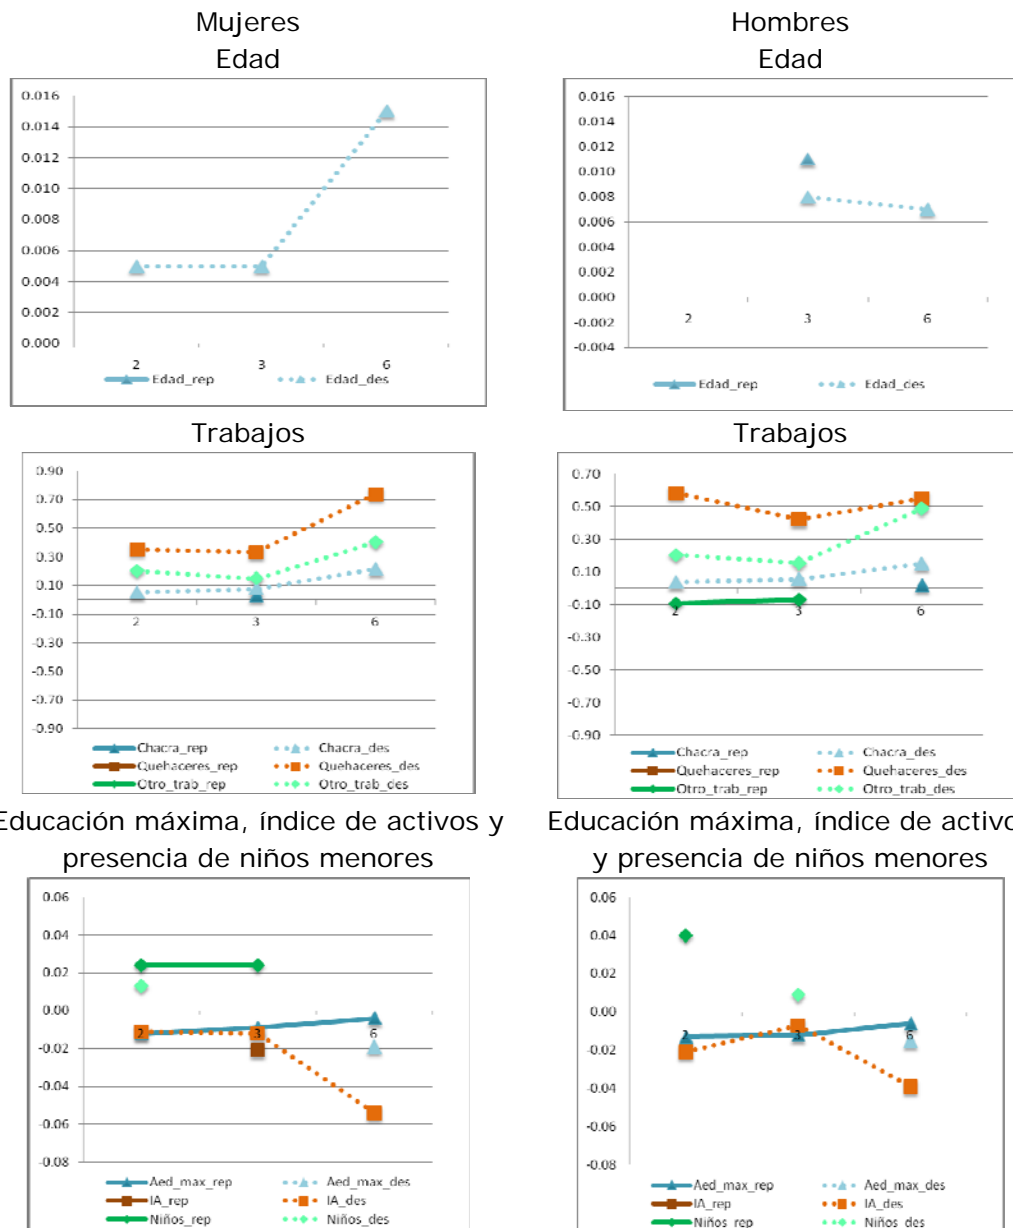 Mujeres
Edad
0.016
0.014
0.012
0.010
0.008
0.006
0.004
0.002
0.000
2 3 6
Edad_rep Edad_des
Hombres
Edad
0.016
0.014
0.012
0.010
0.008
0.006
0.004
0.002
0.000
-0.002
-0.004
2 3 6
Edad_rep Edad_des
Trabajos
0.90
0.70
0.50
0.30
0.10
-0.10
-0.30
-0.50
-0.70
-0.90
2 3 6
Chacra_rep Chacra_des
Quehaceres_rep Quehaceres_des
Otro_trab_rep Otro_trab_des
Trabajos
0.70
0.50
0.30
0.10
-0.10
-0.30
-0.50
-0.70
-0.90
2 3 6
Chacra_rep Chacra_des
Quehaceres_rep Quehaceres_des
Otro_trab_rep Otro_trab_des
Educación máxima, índice de activos y
presencia de niños menores
0.06
0.04
0.02
0.00
-0.02
-0.04
-0.06
-0.08
2 3 6
Aed_max_rep Aed_max_des
IA_rep IA_des
Niños_rep Niños_des
Educación máxima, índice de activo
y presencia de niños menores
0.06
0.04
0.02
0.00
-0.02
-0.04
-0.06
-0.08
2 3 6
Aed_max_rep Aed_max_des
IA_rep IA_des
Niños_rep Niños_des